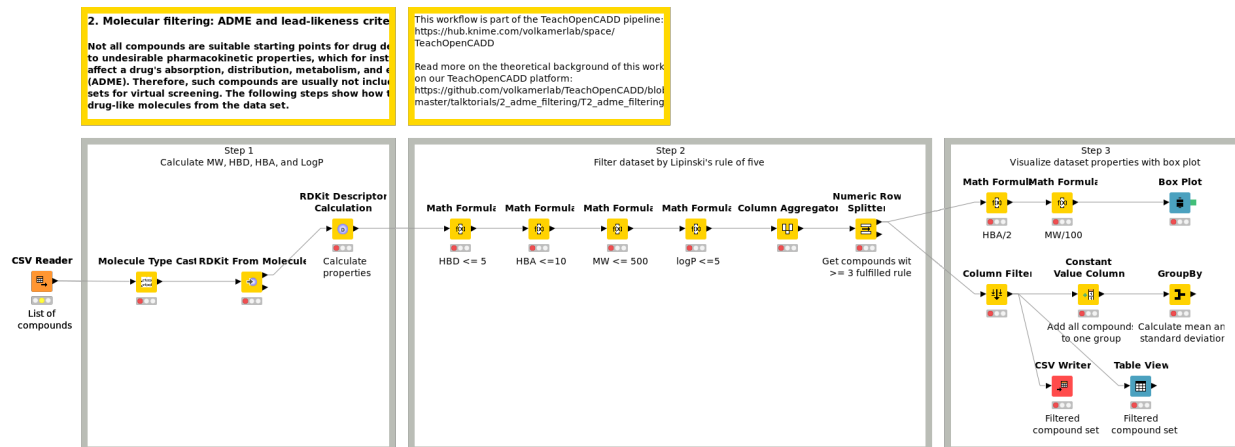 2. Molecular filtering: ADME and lead-likeness crite
Not all compounds are suitable starting points for drug de
to undesirable pharmacokinetic properties, which for inst
affect a drug's absorption, distribution, metabolism, and e
(ADME). Therefore, such compounds are usually not inclu
sets for virtual screening. The following steps show how t
drug-like molecules from the data set.
This workflow is part of the TeachOpenCADD pipeline:
https://hub.knime.com/volkamerlab/space/
TeachOpenCADD
Read more on the theoretical background of this work
on our TeachOpenCADD platform:
https://github.com/volkamerlab/TeachOpenCADD/blob
master/talktorials/2_adme_filtering/T2_adme_filtering
CSV Reader
List of
compounds
Step 1
Calculate MW, HBD, HBA, and LogP
Molecule Type Cast
RDKit From Molecule
RDKit Descriptor
Calculation
Calculate
properties
Step 2
Filter dataset by Lipinski's rule of five
Math Formula
HBD <= 5
Math Formula
HBA <=10
Math Formula
MW <= 500
Math Formula
logP <=5
Column Aggregator
Numeric Row
Splitter
Get compounds wit
>= 3 fulfilled rule
Step 3
Visualize dataset properties with box plot
Math Formula
HBA/2
Math Formula
MW/100
Box Plot
Column Filter
Constant
Value Column
Add all compounds
to one group
GroupBy
Calculate mean an
standard deviation
CSV Writer
Filtered
compound set
Table View
Filtered
compound set